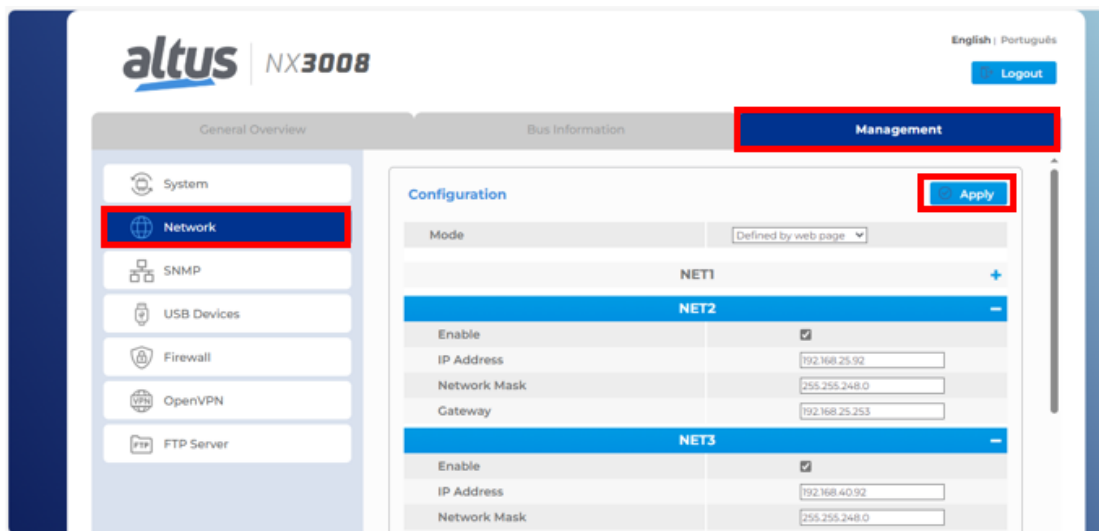 altus NX3008
English | Português
Logout
General Overview Bus Information Management
System
Network
SNMP
USB Devices
Firewall
VPN OpenVPN
FTP FTP Server
Configuration Apply
Mode Defined by web page
NET1 +
NET2 −
Enable
IP Address 192.168.25.92
Network Mask 255.255.248.0
Gateway 192.168.25.253
NET3 −
Enable
IP Address 192.168.40.92
Network Mask 255.255.248.0